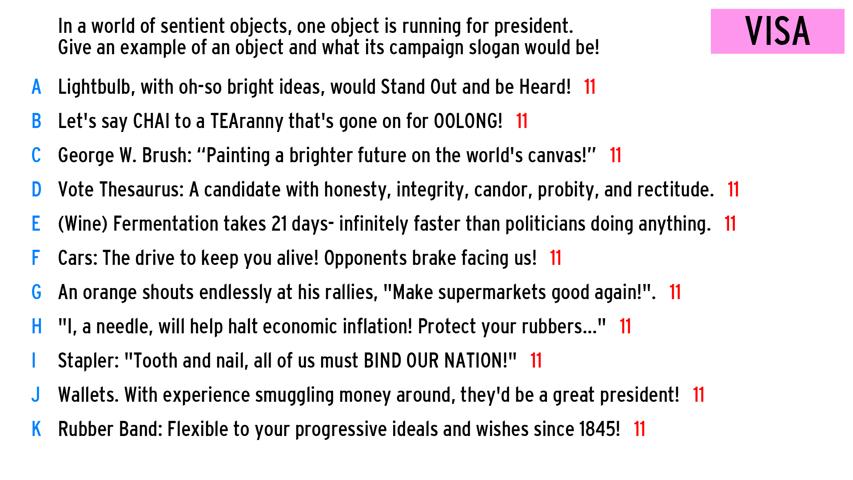 In a world of sentient objects, one object is running for president.
Give an example of an object and what its campaign slogan would be!
VISA
A Lightbulb, with oh-so bright ideas, would Stand Out and be Heard! 11
B Let's say CHAI to a TEAranny that's gone on for OOLONG! 11
C George W. Brush: “Painting a brighter future on the world's canvas!” 11
D Vote Thesaurus: A candidate with honesty, integrity, candor, probity, and rectitude. 11
E (Wine) Fermentation takes 21 days- infinitely faster than politicians doing anything. 11
F Cars: The drive to keep you alive! Opponents brake facing us! 11
G An orange shouts endlessly at his rallies, "Make supermarkets good again!". 11
H "I, a needle, will help halt economic inflation! Protect your rubbers..." 11
I Stapler: "Tooth and nail, all of us must BIND OUR NATION!" 11
J Wallets. With experience smuggling money around, they'd be a great president! 11
K Rubber Band: Flexible to your progressive ideals and wishes since 1845! 11